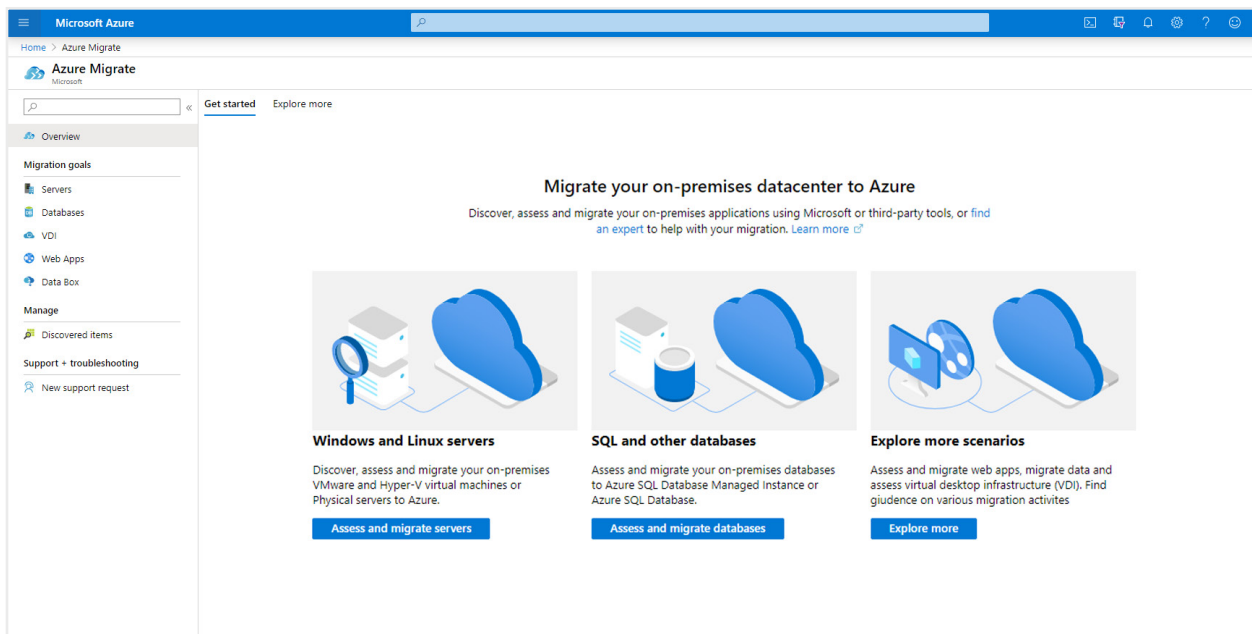 Microsoft Azure
Home > Azure Migrate
Azure Migrate
Microsoft
«
Get started Explore more
Overview
Migration goals
Servers
Databases
VDI
Web Apps
Data Box
Manage
Discovered items
Support + troubleshooting
New support request
Migrate your on-premises datacenter to Azure
Discover, assess and migrate your on-premises applications using Microsoft or third-party tools, or find
an expert to help with your migration. Learn more
Windows and Linux servers
Discover, assess and migrate your on-premises
VMware and Hyper-V virtual machines or
Physical servers to Azure.
Assess and migrate servers
SQL and other databases
Assess and migrate your on-premises databases
to Azure SQL Database Managed Instance or
Azure SQL Database.
Assess and migrate databases
Explore more scenarios
Assess and migrate web apps, migrate data and
assess virtual desktop infrastructure (VDI). Find
giudence on various migration activites
Explore more